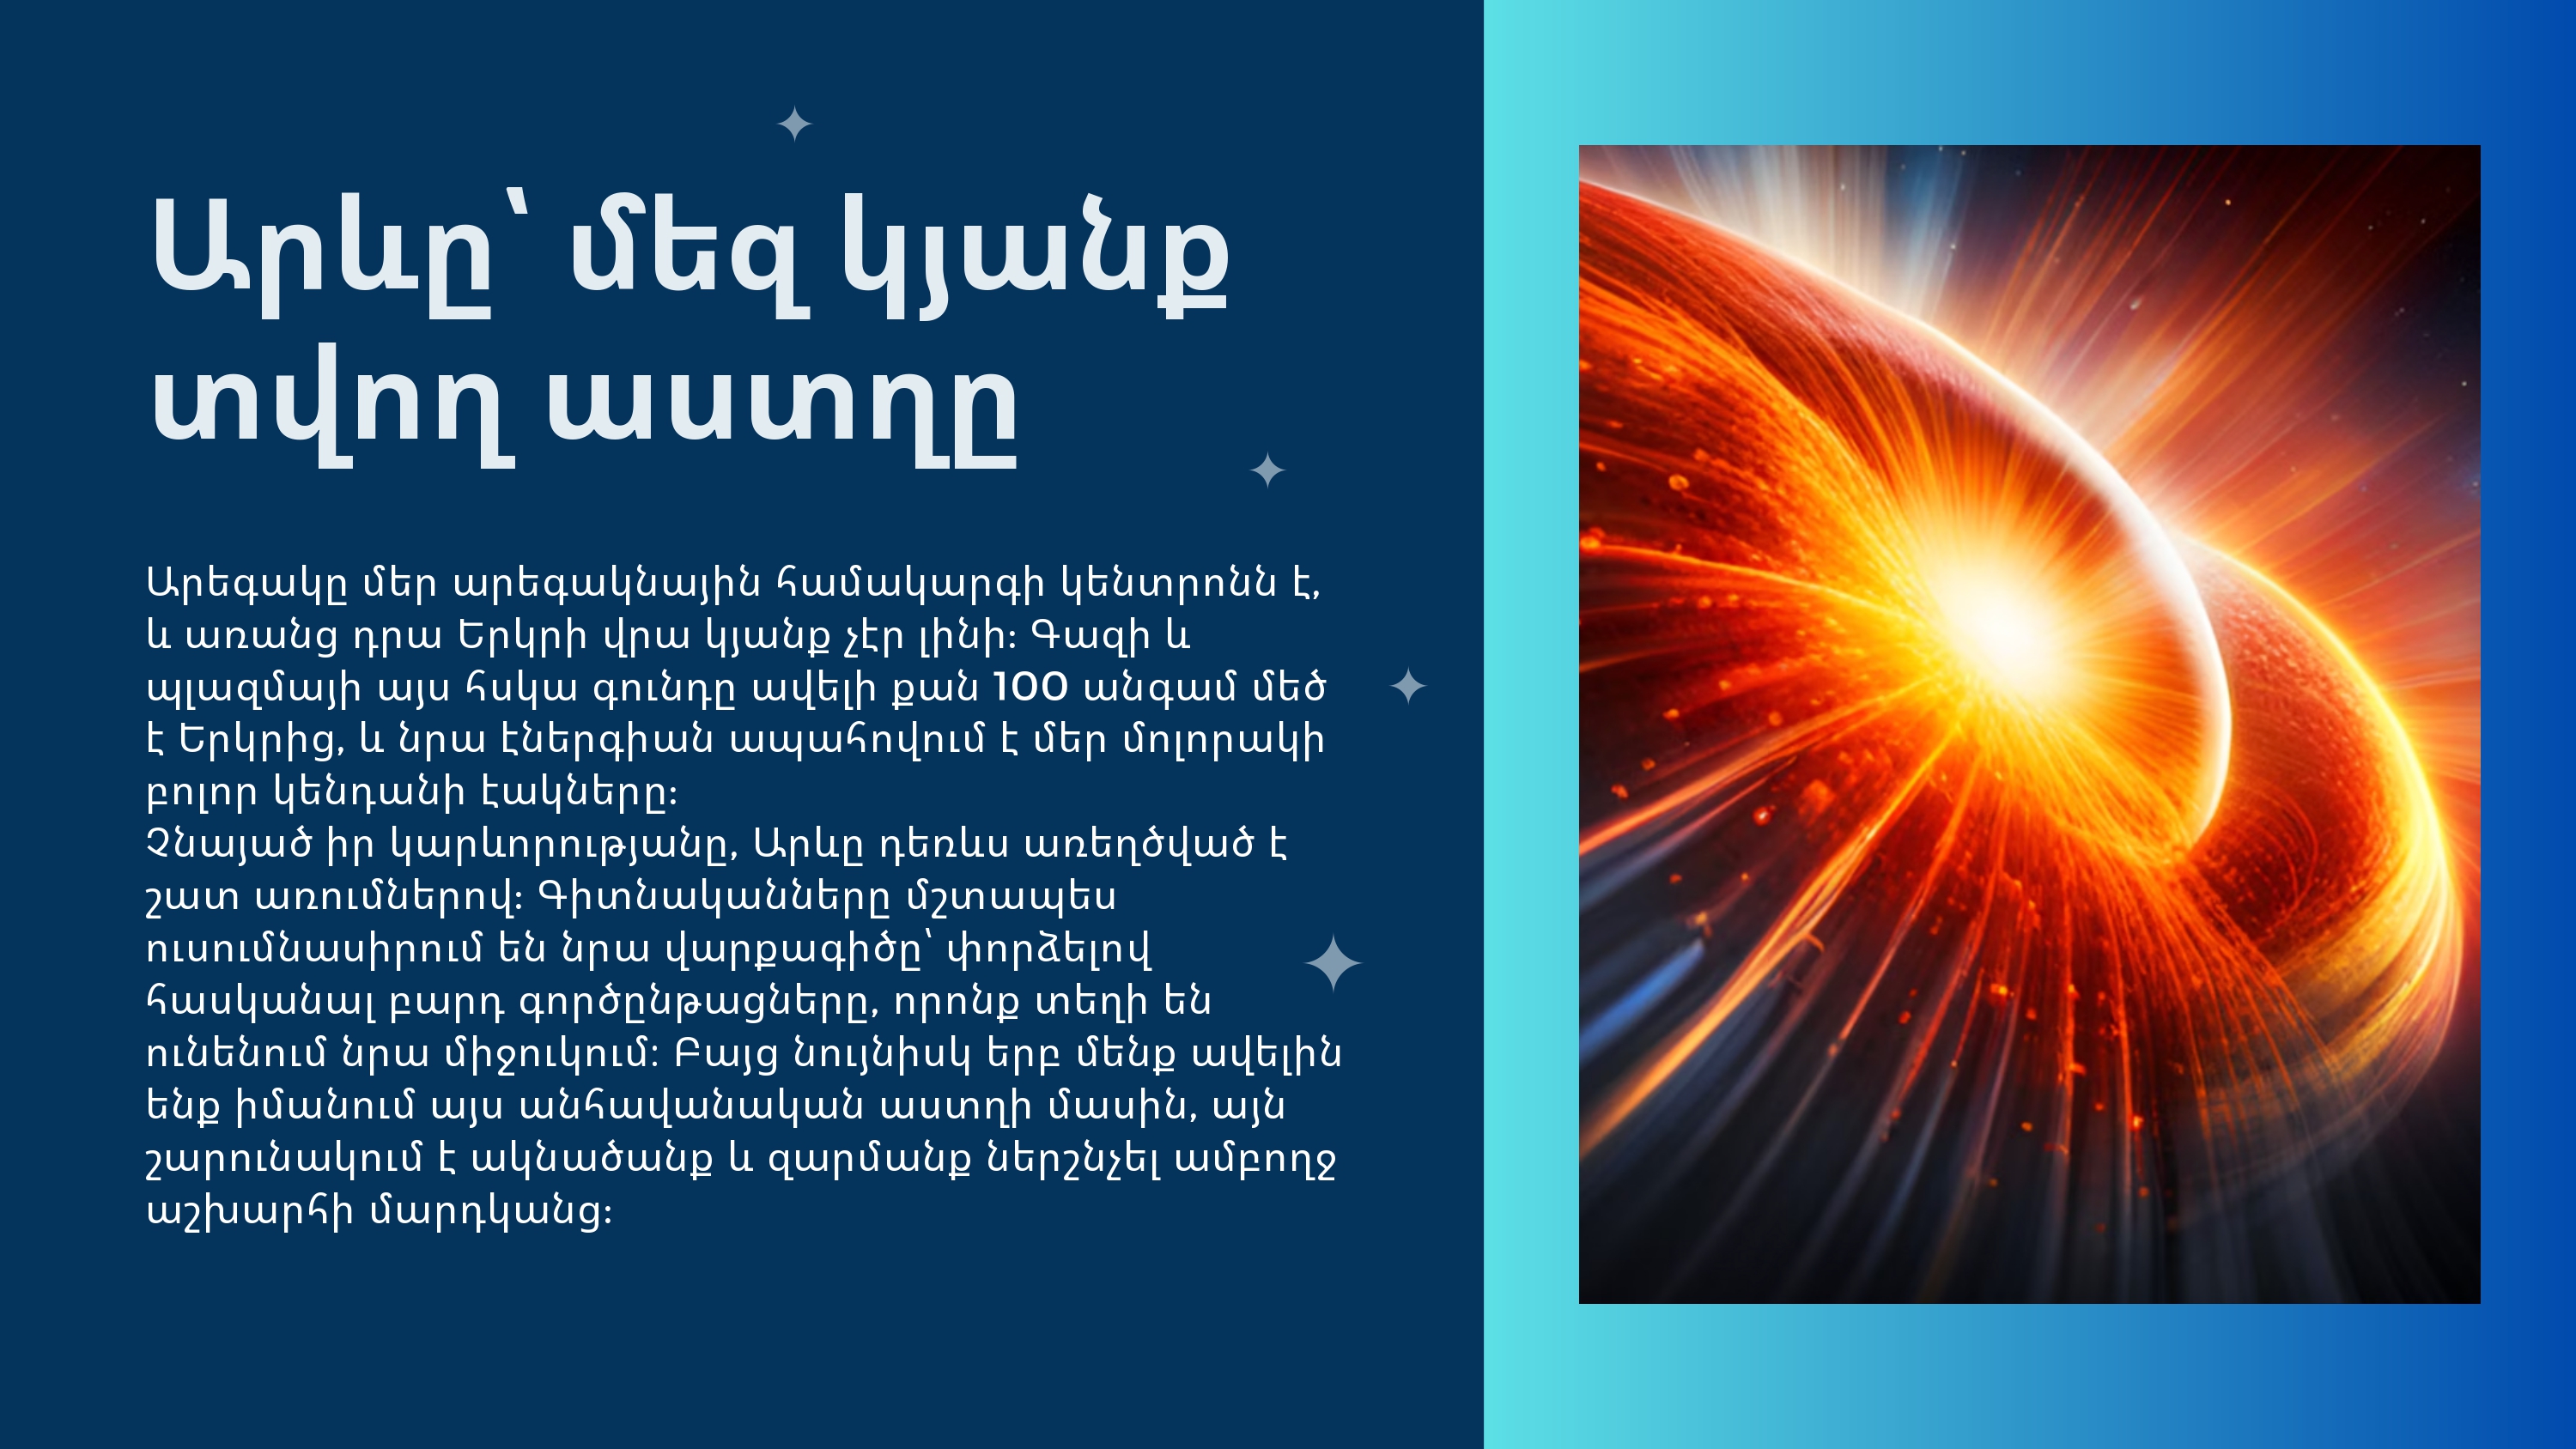 Արևը՝ մեզ կյանք
տվող աստղը
Արեգակը մեր արեգակնային համակարգի կենտրոնն է,
և առանց դրա Երկրի վրա կյանք չէր լինի։ Գազի և
պլազմայի այս հսկա գունդը ավելի քան 100 անգամ մեծ
է Երկրից, և նրա էներգիան ապահովում է մեր մոլորակի
բոլոր կենդանի էակները։
Չնայած իր կարևորությանը, Արևը դեռևս առեղծված է
շատ առումներով։ Գիտնականները մշտապես
ուսումնասիրում են նրա վարքագիծը՝ փորձելով
հասկանալ բարդ գործընթացները, որոնք տեղի են
ունենում նրա միջուկում։ Բայց նույնիսկ երբ մենք ավելին
ենք իմանում այս անհավանական աստղի մասին, այն
շարունակում է ակնածանք և զարմանք ներշնչել ամբողջ
աշխարհի մարդկանց։